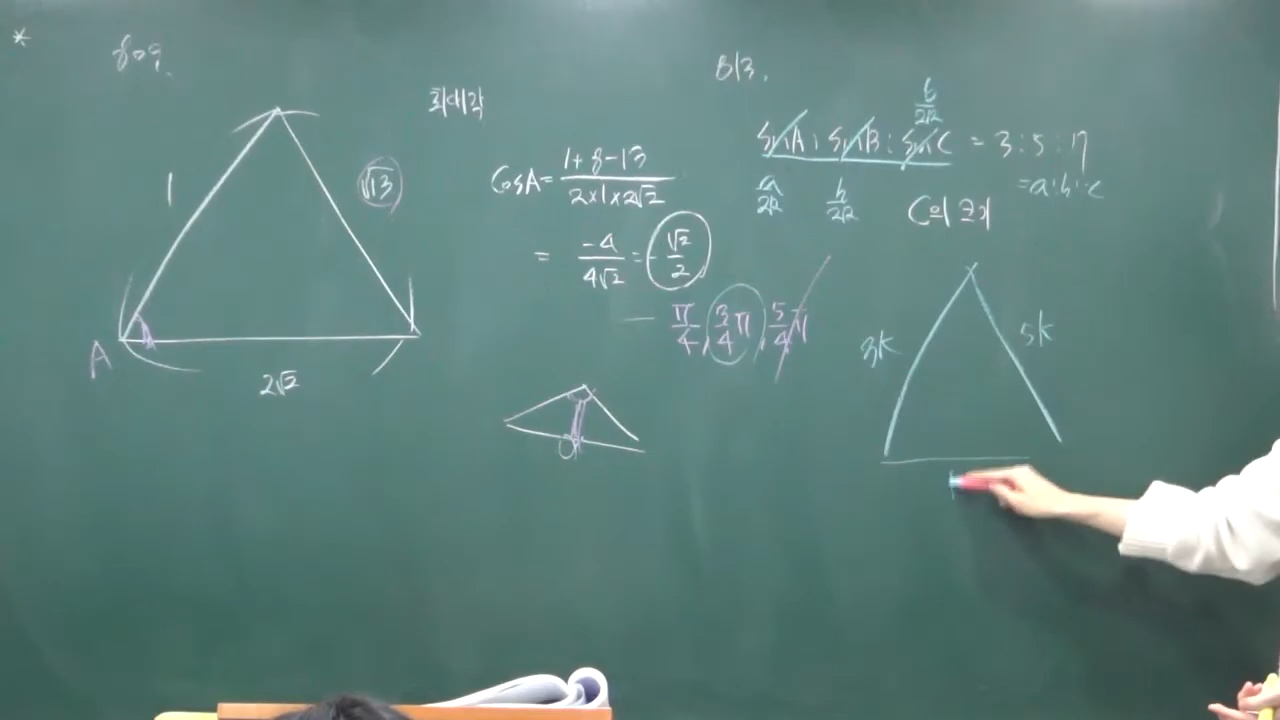 *
809.
1
√13
A
2√2
최대각
CosA = (1+8-13)/(2×1×2√2)
= -4/4√2 = -√2/2
π/4, 3/4π, 5/4π
813.
c/2R
sinA : sinB : sinC = 3 : 5 : 7
a/2R b/2R = a:b:c
C의 크기
3k
5k